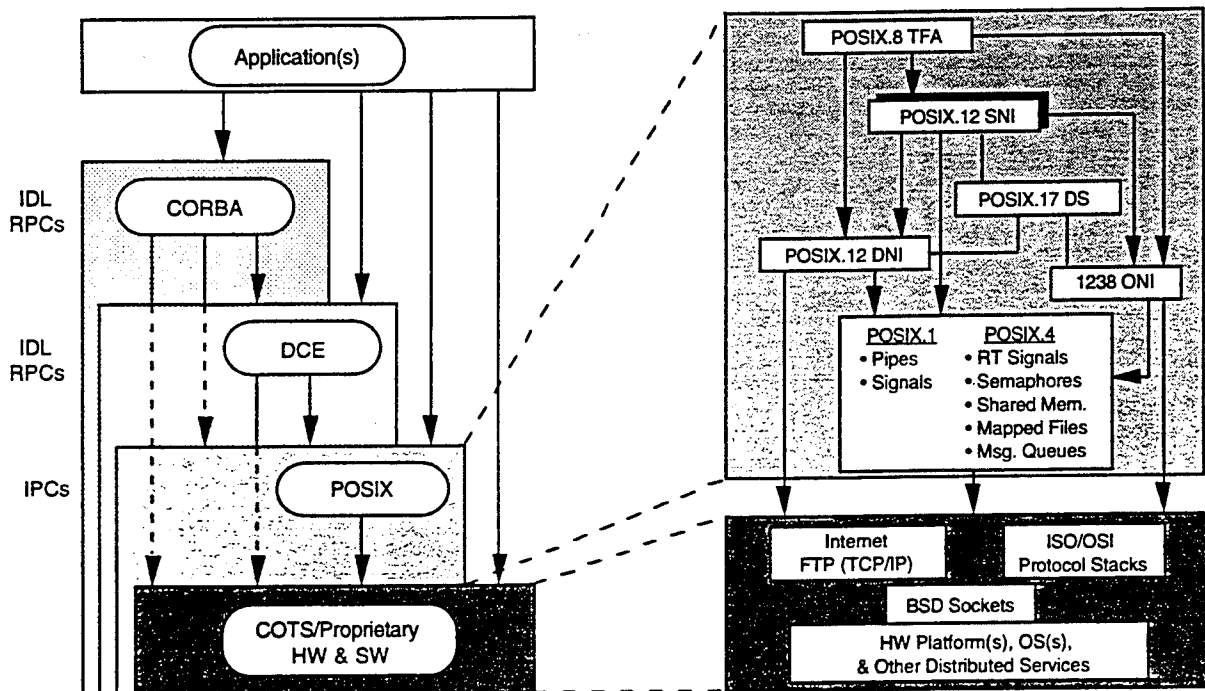 Application(s)
IDL
RPCs
CORBA
IDL
RPCs
DCE
IPCs
POSIX
COTS/Proprietary
HW & SW
POSIX.8 TFA
POSIX.12 SNI
POSIX.17 DS
POSIX.12 DNI
1238 ONI
POSIX.1
• Pipes
• Signals
POSIX.4
• RT Signals
• Semaphores
• Shared Mem.
• Mapped Files
• Msg. Queues
Internet
FTP (TCP/IP)
ISO/OSI
Protocol Stacks
BSD Sockets
HW Platform(s), OS(s),
& Other Distributed Services